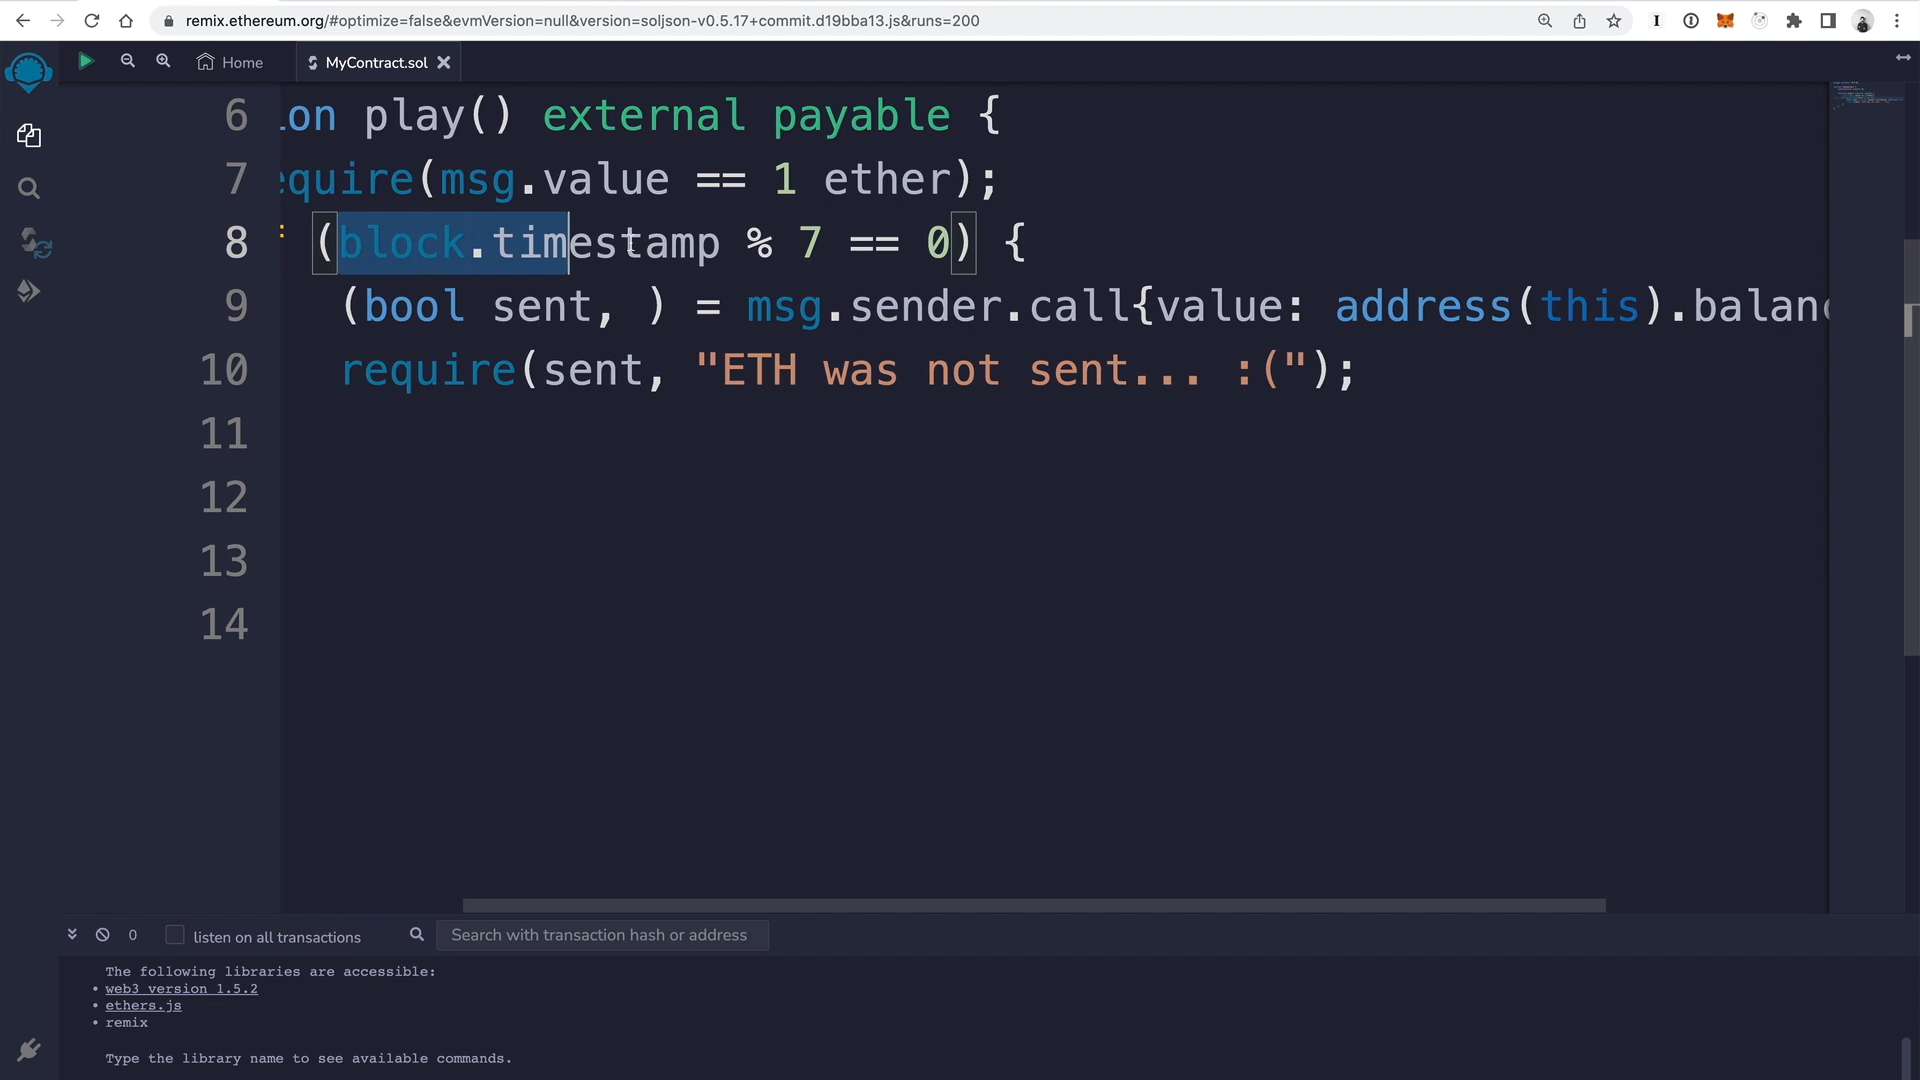 remix.ethereum.org/#optimize=false&evmVersion=null&version=soljson-v0.5.17+commit.d19bba13.js&runs=200
Home
MyContract.sol
6 ion play() external payable {
7 equire(msg.value == 1 ether);
8 f (block.timestamp % 7 == 0) {
9 (bool sent, ) = msg.sender.call{value: address(this).balanc
10 require(sent, "ETH was not sent... :(");
11
12
13
14
0 listen on all transactions Search with transaction hash or address
The following libraries are accessible:
• web3 version 1.5.2
• ethers.js
• remix
Type the library name to see available commands.